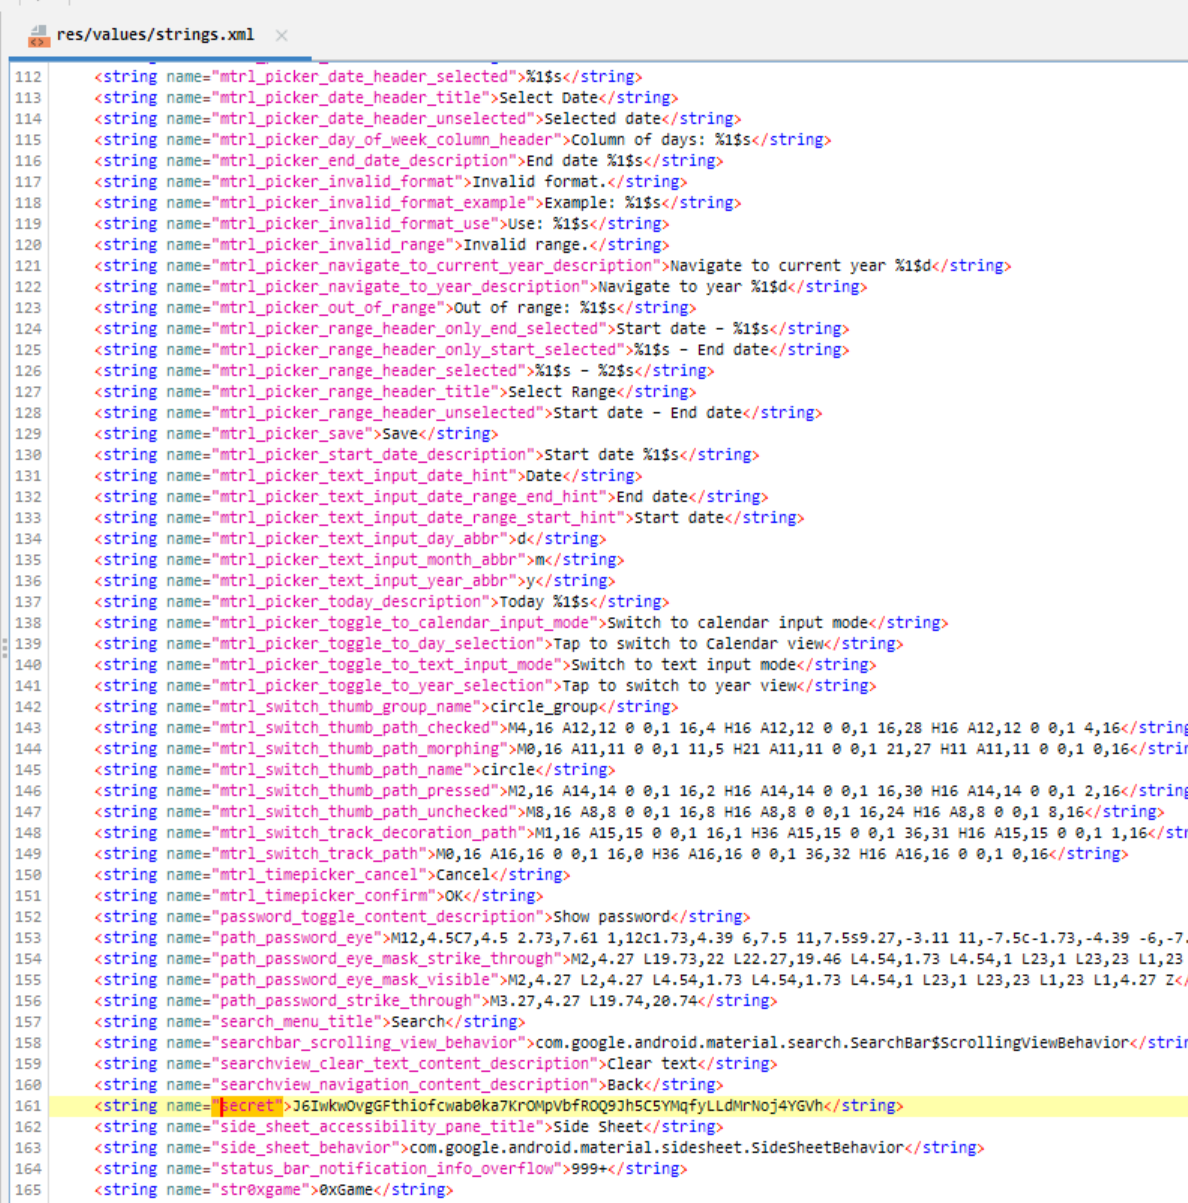 res/values/strings.xml
112 <string name="mtrl_picker_date_header_selected">%1$s</string>
113 <string name="mtrl_picker_date_header_title">Select Date</string>
114 <string name="mtrl_picker_date_header_unselected">Selected date</string>
115 <string name="mtrl_picker_day_of_week_column_header">Column of days: %1$s</string>
116 <string name="mtrl_picker_end_date_description">End date %1$s</string>
117 <string name="mtrl_picker_invalid_format">Invalid format.</string>
118 <string name="mtrl_picker_invalid_format_example">Example: %1$s</string>
119 <string name="mtrl_picker_invalid_format_use">Use: %1$s</string>
120 <string name="mtrl_picker_invalid_range">Invalid range.</string>
121 <string name="mtrl_picker_navigate_to_current_year_description">Navigate to current year %1$d</string>
122 <string name="mtrl_picker_navigate_to_year_description">Navigate to year %1$d</string>
123 <string name="mtrl_picker_out_of_range">Out of range: %1$s</string>
124 <string name="mtrl_picker_range_header_only_end_selected">Start date – %1$s</string>
125 <string name="mtrl_picker_range_header_only_start_selected">%1$s – End date</string>
126 <string name="mtrl_picker_range_header_selected">%1$s – %2$s</string>
127 <string name="mtrl_picker_range_header_title">Select Range</string>
128 <string name="mtrl_picker_range_header_unselected">Start date – End date</string>
129 <string name="mtrl_picker_save">Save</string>
130 <string name="mtrl_picker_start_date_description">Start date %1$s</string>
131 <string name="mtrl_picker_text_input_date_hint">Date</string>
132 <string name="mtrl_picker_text_input_date_range_end_hint">End date</string>
133 <string name="mtrl_picker_text_input_date_range_start_hint">Start date</string>
134 <string name="mtrl_picker_text_input_day_abbr">d</string>
135 <string name="mtrl_picker_text_input_month_abbr">m</string>
136 <string name="mtrl_picker_text_input_year_abbr">y</string>
137 <string name="mtrl_picker_today_description">Today %1$s</string>
138 <string name="mtrl_picker_toggle_to_calendar_input_mode">Switch to calendar input mode</string>
139 <string name="mtrl_picker_toggle_to_day_selection">Tap to switch to Calendar view</string>
140 <string name="mtrl_picker_toggle_to_text_input_mode">Switch to text input mode</string>
141 <string name="mtrl_picker_toggle_to_year_selection">Tap to switch to year view</string>
142 <string name="mtrl_switch_thumb_group_name">circle_group</string>
143 <string name="mtrl_switch_thumb_path_checked">M4,16 A12,12 0 0,1 16,4 H16 A12,12 0 0,1 16,28 H16 A12,12 0 0,1 4,16</string
144 <string name="mtrl_switch_thumb_path_morphing">M0,16 A11,11 0 0,1 11,5 H21 A11,11 0 0,1 21,27 H11 A11,11 0 0,1 0,16</strin
145 <string name="mtrl_switch_thumb_path_name">circle</string>
146 <string name="mtrl_switch_thumb_path_pressed">M2,16 A14,14 0 0,1 16,2 H16 A14,14 0 0,1 16,30 H16 A14,14 0 0,1 2,16</string
147 <string name="mtrl_switch_thumb_path_unchecked">M8,16 A8,8 0 0,1 16,8 H16 A8,8 0 0,1 16,24 H16 A8,8 0 0,1 8,16</string>
148 <string name="mtrl_switch_track_decoration_path">M1,16 A15,15 0 0,1 16,1 H36 A15,15 0 0,1 36,31 H16 A15,15 0 0,1 1,16</str
149 <string name="mtrl_switch_track_path">M0,16 A16,16 0 0,1 16,0 H36 A16,16 0 0,1 36,32 H16 A16,16 0 0,1 0,16</string>
150 <string name="mtrl_timepicker_cancel">Cancel</string>
151 <string name="mtrl_timepicker_confirm">OK</string>
152 <string name="password_toggle_content_description">Show password</string>
153 <string name="path_password_eye">M12,4.5C7,4.5 2.73,7.61 1,12c1.73,4.39 6,7.5 11,7.5s9.27,-3.11 11,-7.5c-1.73,-4.39 -6,-7.
154 <string name="path_password_eye_mask_strike_through">M2,4.27 L19.73,22 L22.27,19.46 L4.54,1.73 L4.54,1 L23,1 L23,23 L1,23
155 <string name="path_password_eye_mask_visible">M2,4.27 L2,4.27 L4.54,1.73 L4.54,1.73 L4.54,1 L23,1 L23,23 L1,23 L1,4.27 Z</
156 <string name="path_password_strike_through">M3.27,4.27 L19.74,20.74</string>
157 <string name="search_menu_title">Search</string>
158 <string name="searchbar_scrolling_view_behavior">com.google.android.material.search.SearchBar$ScrollingViewBehavior</strin
159 <string name="searchview_clear_text_content_description">Clear text</string>
160 <string name="searchview_navigation_content_description">Back</string>
161 <string name="secret">J6IwkwOvgGFthiofcwab0ka7KrOMpVbfROQ9Jh5C5YMqfyLLdMrNoj4YGVh</string>
162 <string name="side_sheet_accessibility_pane_title">Side Sheet</string>
163 <string name="side_sheet_behavior">com.google.android.material.sidesheet.SideSheetBehavior</string>
164 <string name="status_bar_notification_info_overflow">999+</string>
165 <string name="str0xgame">0xGame</string>